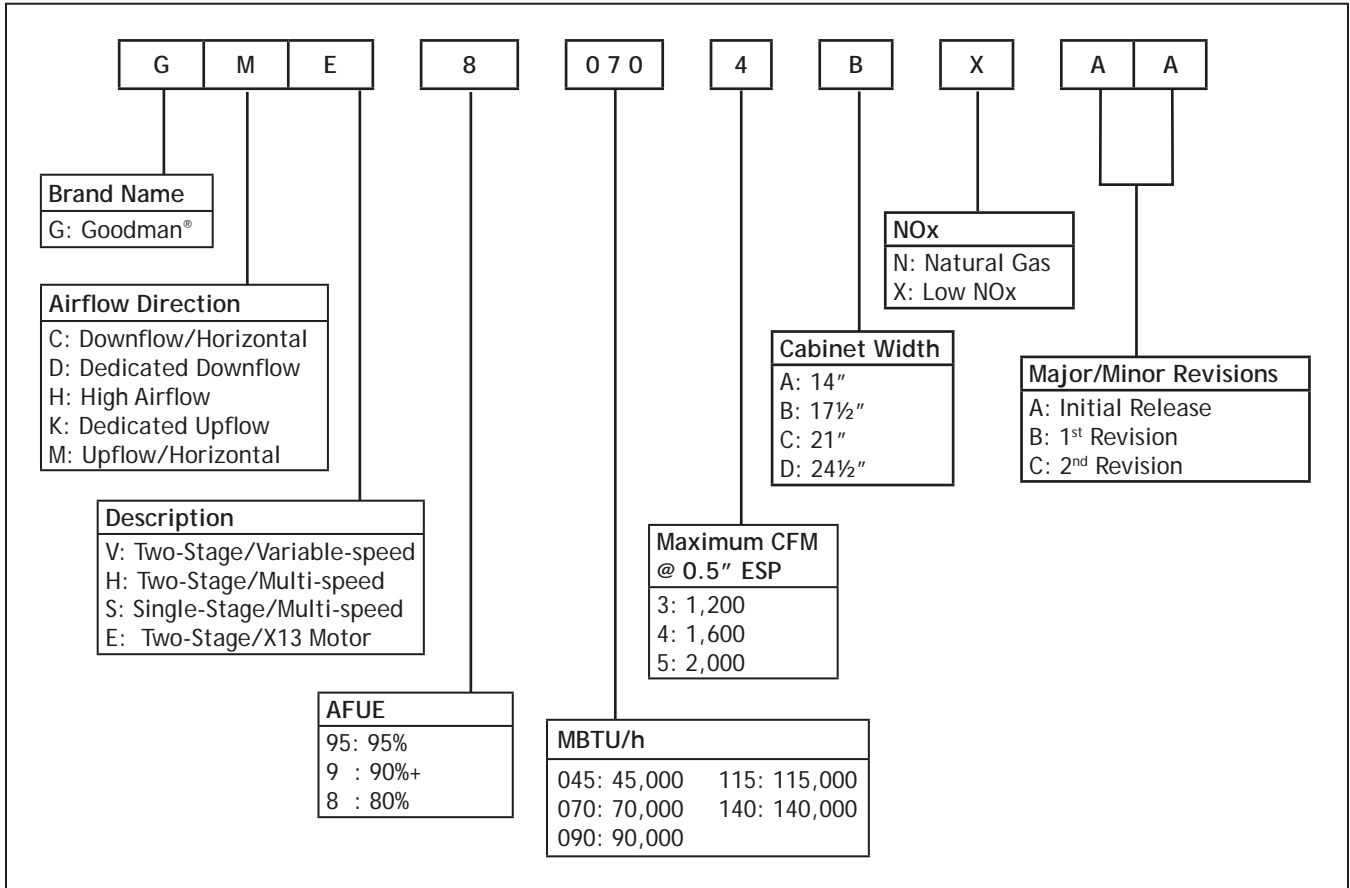 G M E 8 0 7 0 4 B X A A
Brand Name
G: Goodman®
Airflow Direction
C: Downflow/Horizontal
D: Dedicated Downflow
H: High Airflow
K: Dedicated Upflow
M: Upflow/Horizontal
Description
V: Two-Stage/Variable-speed
H: Two-Stage/Multi-speed
S: Single-Stage/Multi-speed
E: Two-Stage/X13 Motor
AFUE
95: 95%
9 : 90%+
8 : 80%
MBTU/h
045: 45,000 115: 115,000
070: 70,000 140: 140,000
090: 90,000
Maximum CFM
@ 0.5″ ESP
3: 1,200
4: 1,600
5: 2,000
Cabinet Width
A: 14″
B: 17½″
C: 21″
D: 24½″
NOx
N: Natural Gas
X: Low NOx
Major/Minor Revisions
A: Initial Release
B: 1st Revision
C: 2nd Revision